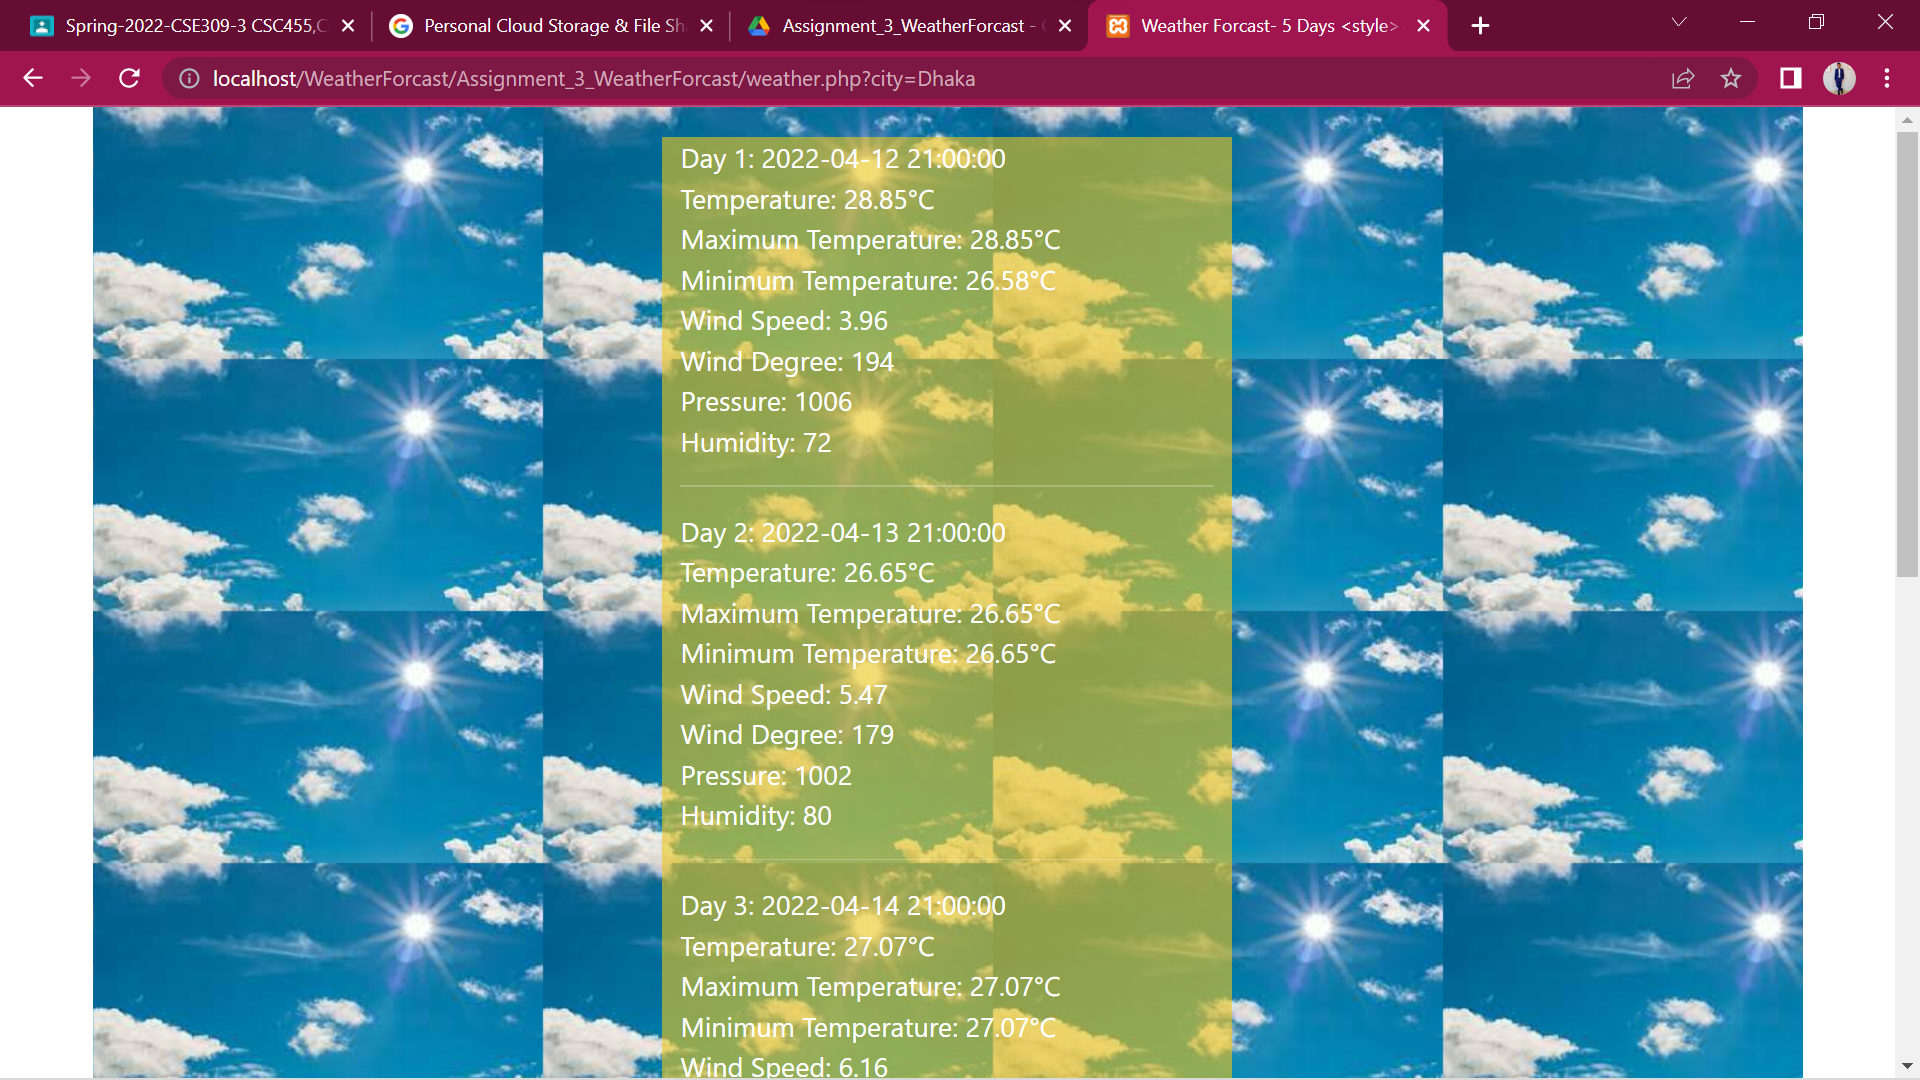 Spring-2022-CSE309-3 CSC455,C
Personal Cloud Storage & File Sh
Assignment_3_WeatherForcast -
Weather Forcast- 5 Days <style>
localhost/WeatherForcast/Assignment_3_WeatherForcast/weather.php?city=Dhaka
Day 1: 2022-04-12 21:00:00
Temperature: 28.85°C
Maximum Temperature: 28.85°C
Minimum Temperature: 26.58°C
Wind Speed: 3.96
Wind Degree: 194
Pressure: 1006
Humidity: 72
Day 2: 2022-04-13 21:00:00
Temperature: 26.65°C
Maximum Temperature: 26.65°C
Minimum Temperature: 26.65°C
Wind Speed: 5.47
Wind Degree: 179
Pressure: 1002
Humidity: 80
Day 3: 2022-04-14 21:00:00
Temperature: 27.07°C
Maximum Temperature: 27.07°C
Minimum Temperature: 27.07°C
Wind Speed: 6.16